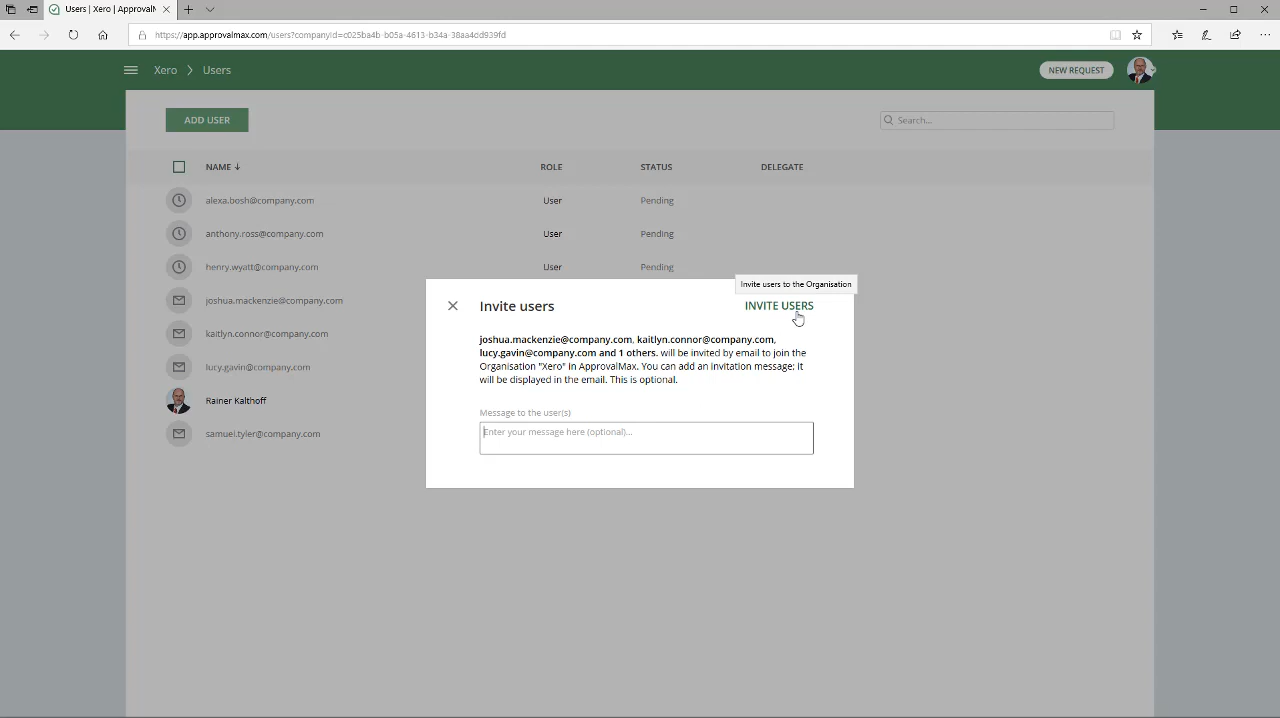 Users | Xero | ApprovalM
https://app.approvalmax.com/users?companyId=c025ba4b-b05a-4613-b34a-38aa4dd939fd
Xero > Users
NEW REQUEST
ADD USER
Search...
NAME ↓ ROLE STATUS DELEGATE
alexa.bosh@company.com User Pending
anthony.ross@company.com User Pending
henry.wyatt@company.com User Pending
joshua.mackenzie@company.com
kaitlyn.connor@company.com
lucy.gavin@company.com
Rainer Kalthoff
samuel.tyler@company.com
Invite users to the Organisation
Invite users INVITE USERS
joshua.mackenzie@company.com, kaitlyn.connor@company.com,
lucy.gavin@company.com and 1 others. will be invited by email to join the
Organisation "Xero" in ApprovalMax. You can add an invitation message; it
will be displayed in the email. This is optional.
Message to the user(s)
Enter your message here (optional)...